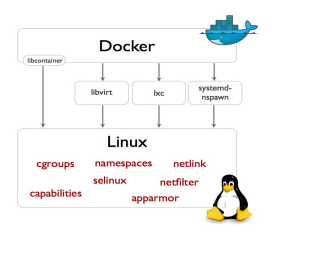 Docker
libcontainer
libvirt
lxc
systemd-
nspawn
Linux
cgroups namespaces netlink
selinux netfilter
capabilities
apparmor